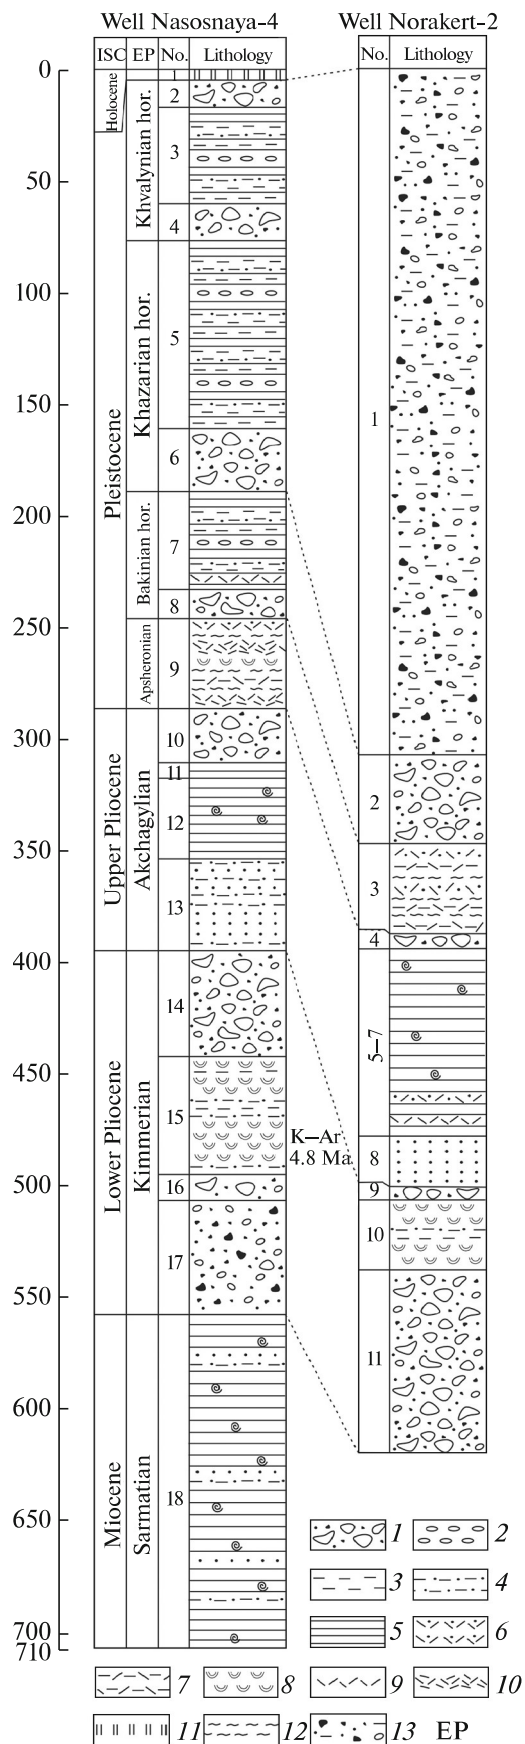 Well Nasosnaya–4
Well Norakert–2
ISC EP No. Lithology
No. Lithology
0
50
100
150
200
250
300
350
400
450
500
550
600
650
700
710
Holocene
Pleistocene
Upper Pliocene
Lower Pliocene
Miocene
Khvalynian hor.
Khazarian hor.
Bakinian hor.
Apsheronian
Akchagylian
Kimmerian
Sarmatian
1
2
3
4
5
6
7
8
9
10
11
12
13
14
15
16
17
18
K–Ar
4.8 Ma
1
2
3
4
5–7
8
9
10
11
1 2
3 4
5 6
7 8 9 10
11 12 13 EP